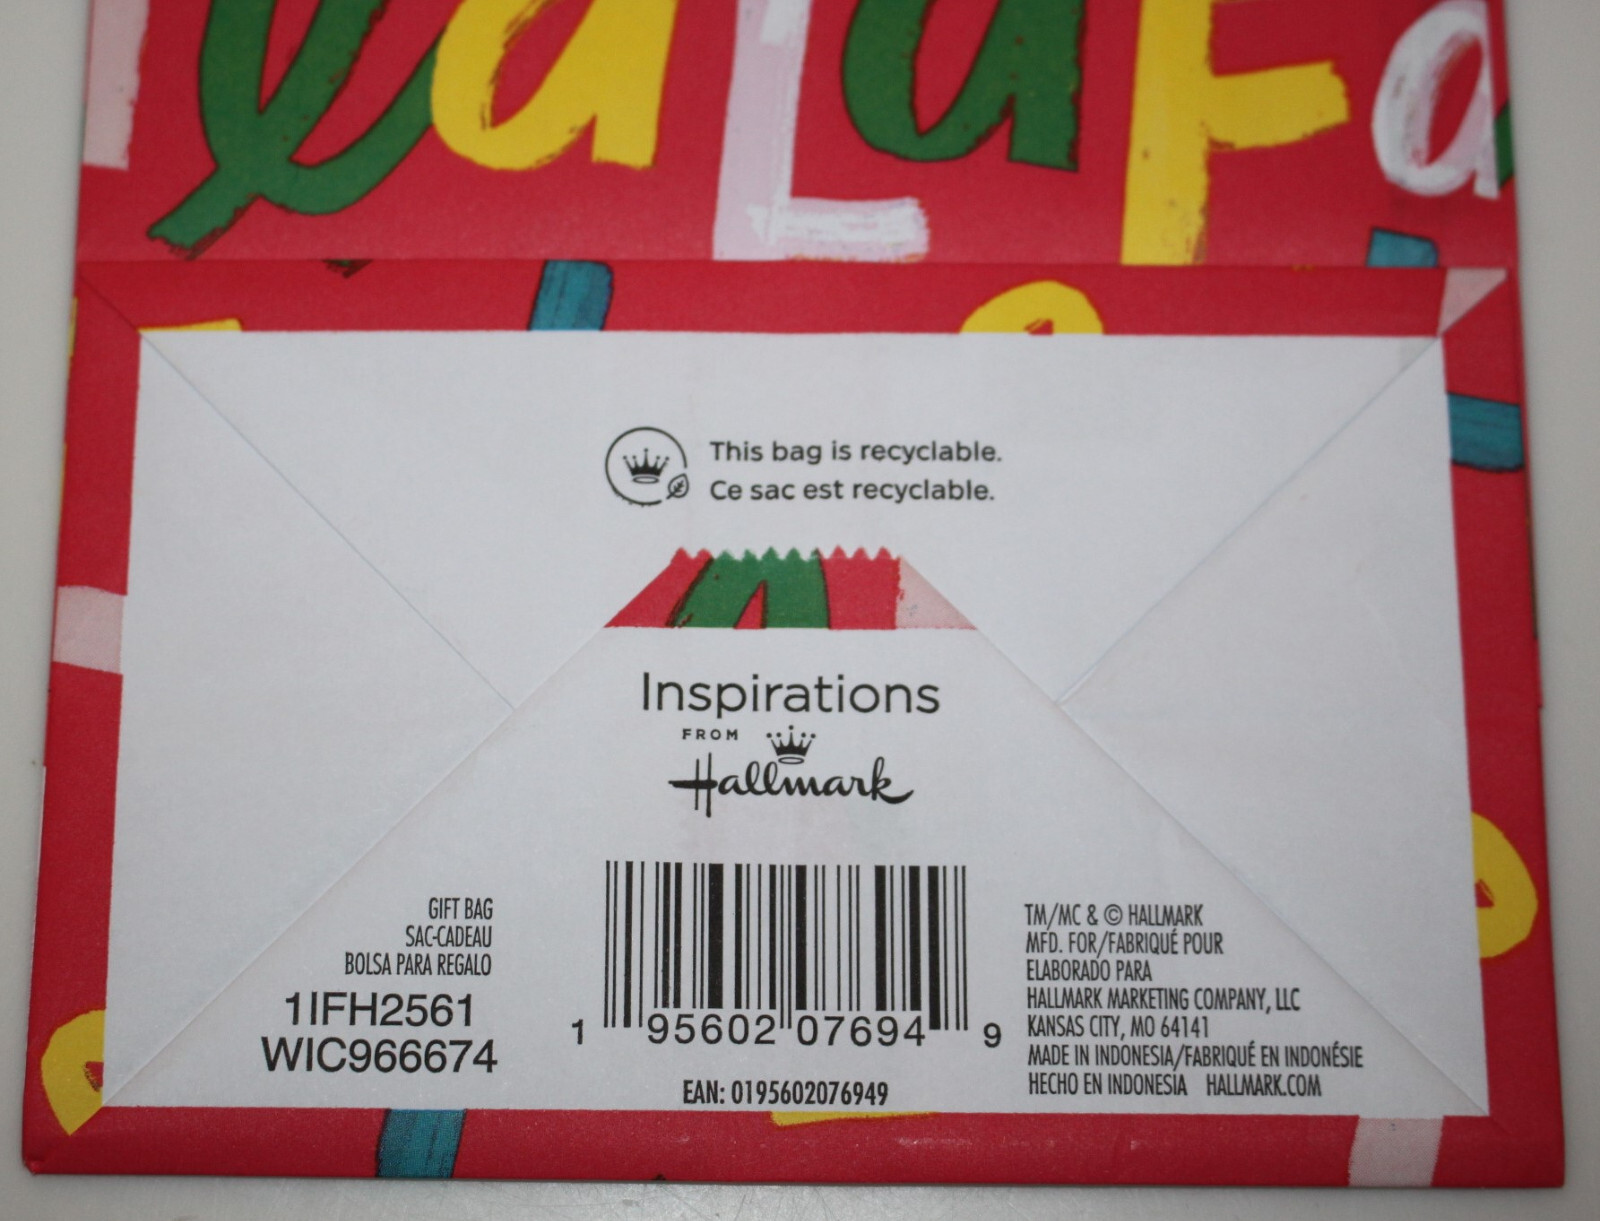 eaLaFa
This bag is recyclable.
Ce sac est recyclable.
Inspirations
FROM
Hallmark
GIFT BAG
SAC-CADEAU
BOLSA PARA REGALO
1IFH2561
WIC966674
1 95602 07694 9
EAN: 0195602076949
TM/MC & © HALLMARK
MFD. FOR/FABRIQUÉ POUR
ELABORADO PARA
HALLMARK MARKETING COMPANY, LLC
KANSAS CITY, MO 64141
MADE IN INDONESIA/FABRIQUÉ EN INDONÉSIE
HECHO EN INDONESIA HALLMARK.COM